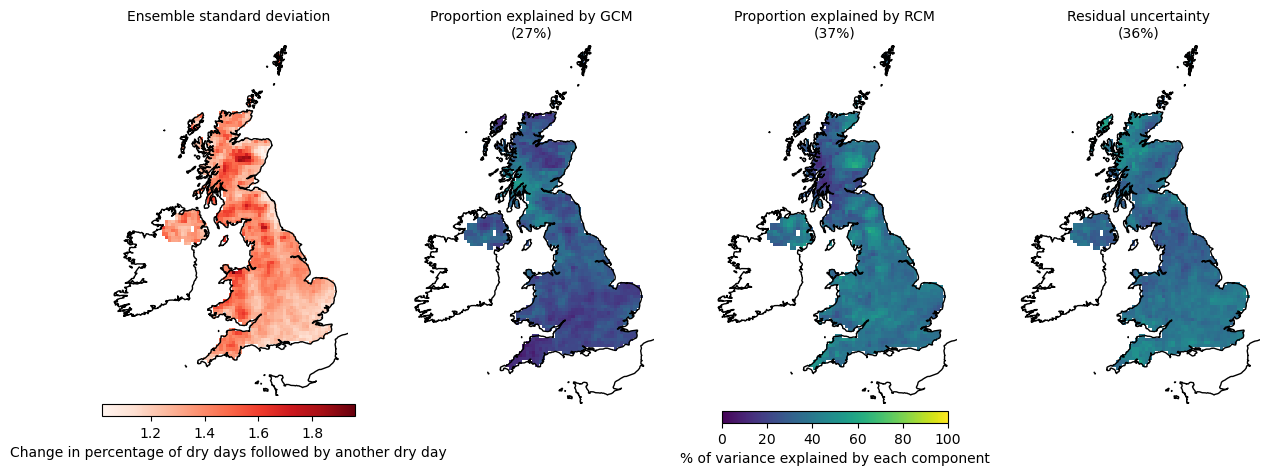 Ensemble standard deviation
Proportion explained by GCM
(27%)
Proportion explained by RCM
(37%)
Residual uncertainty
(36%)
1.2 1.4 1.6 1.8
Change in percentage of dry days followed by another dry day
0 20 40 60 80 100
% of variance explained by each component